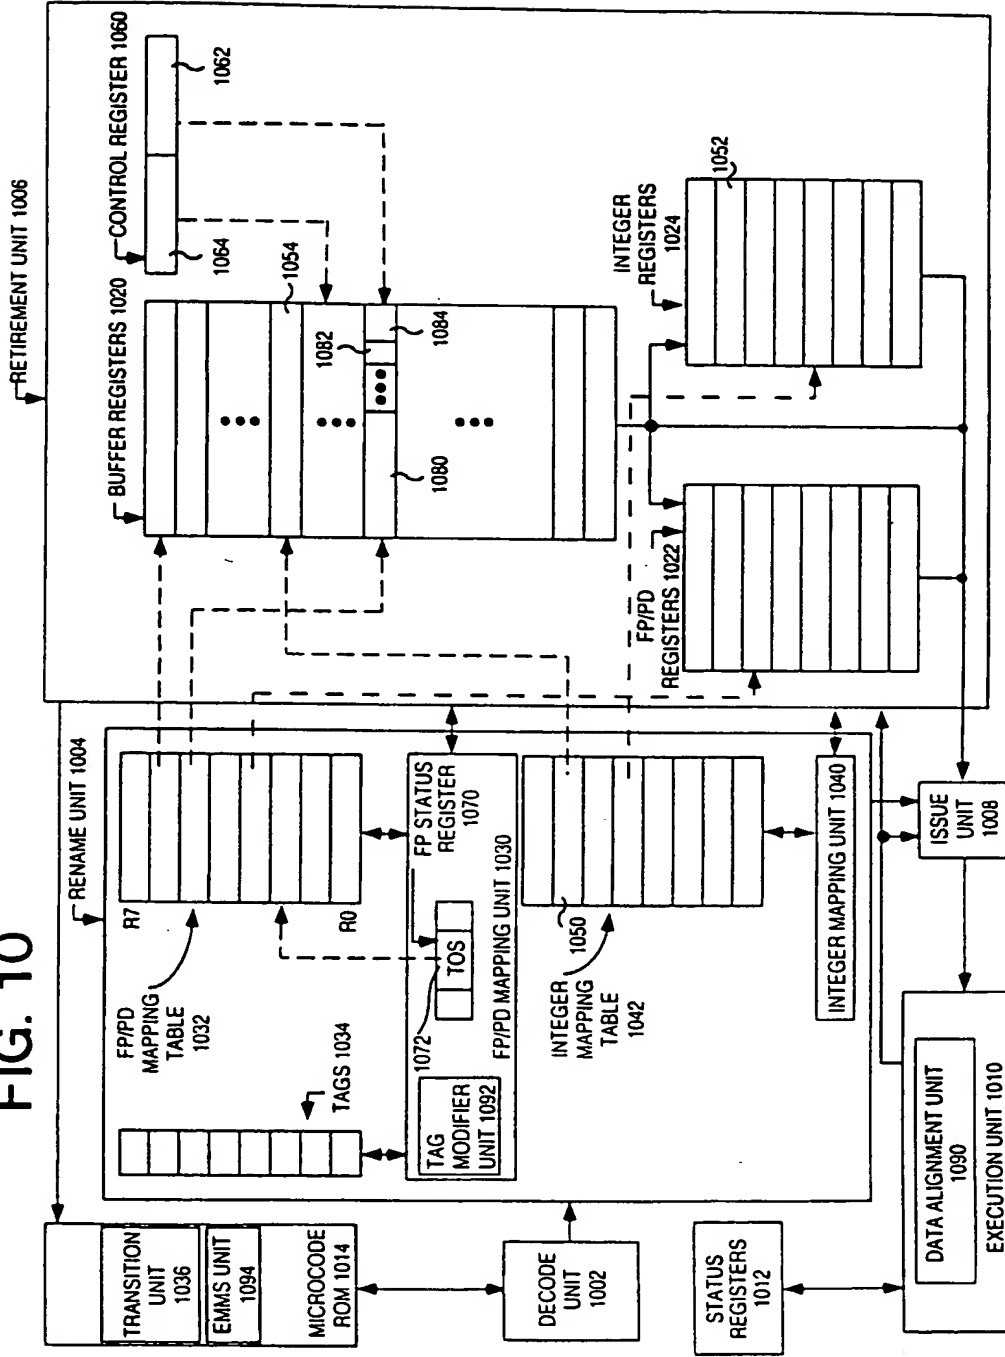 FIG. 10
RETIREMENT UNIT 1006
BUFFER REGISTERS 1020
CONTROL REGISTER 1060
1064
1062
1054
1082
1084
1080
INTEGER
REGISTERS
1024
1052
FP/PD
REGISTERS 1022
RENAME UNIT 1004
R7
R0
FP/PD
MAPPING
TABLE
1032
TAGS 1034
FP STATUS
REGISTER
1070
1072
TOS
FP/PD MAPPING UNIT 1030
TAG
MODIFIER
UNIT 1092
1050
INTEGER
MAPPING
TABLE
1042
INTEGER MAPPING UNIT 1040
TRANSITION
UNIT
1036
EMMS UNIT
1094
MICROCODE
ROM 1014
DECODE
UNIT
1002
STATUS
REGISTERS
1012
ISSUE
UNIT
1008
DATA ALIGNMENT UNIT
1090
EXECUTION UNIT 1010